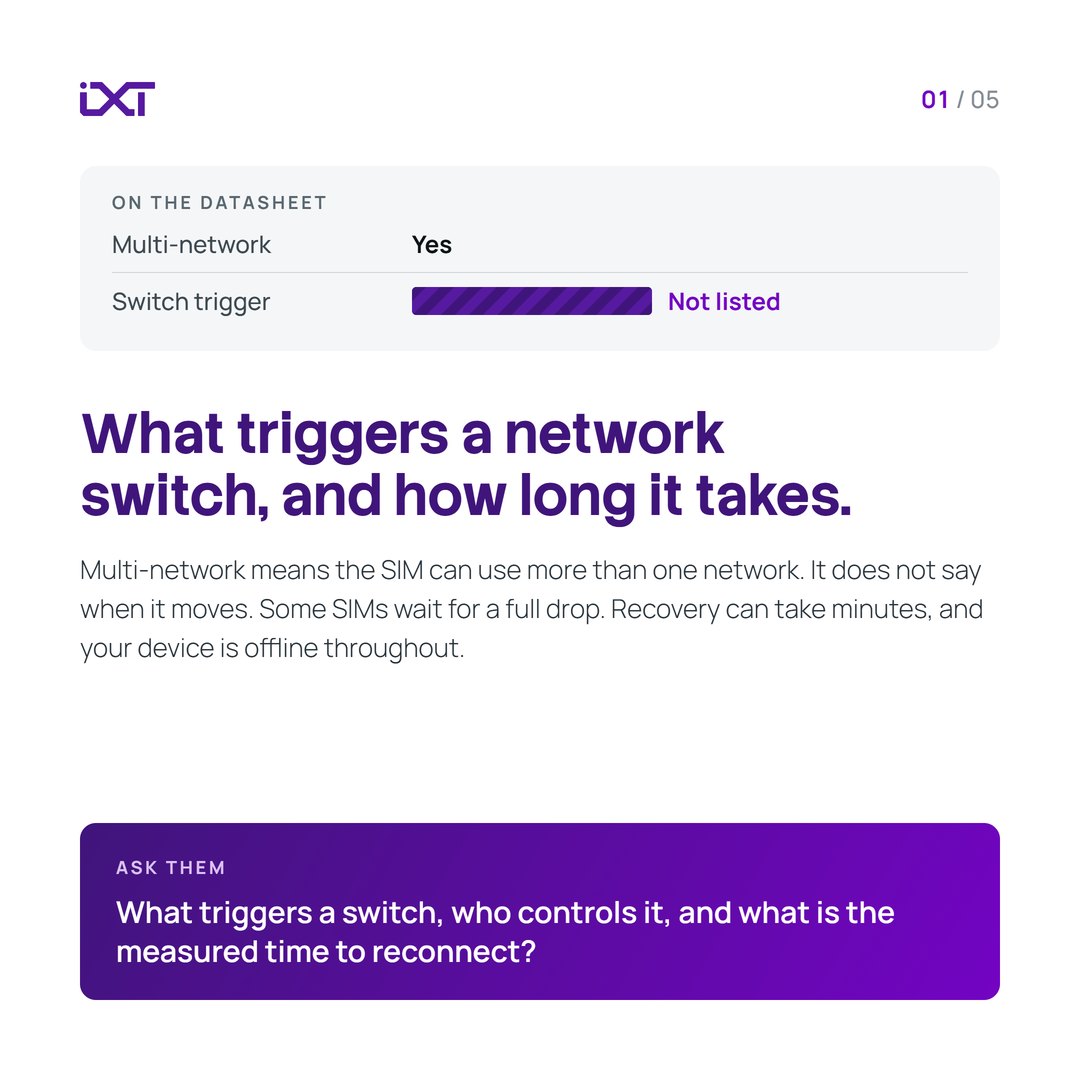 iXT
01 / 05
ON THE DATASHEET
Multi-network Yes
Switch trigger Not listed
What triggers a network
switch, and how long it takes.
Multi-network means the SIM can use more than one network. It does not say
when it moves. Some SIMs wait for a full drop. Recovery can take minutes, and
your device is offline throughout.
ASK THEM
What triggers a switch, who controls it, and what is the
measured time to reconnect?